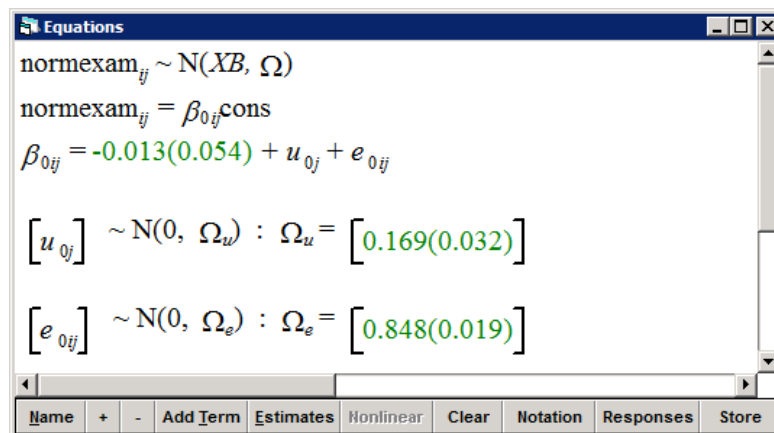 Equations
normexam_ij ~ N(XB, Ω)
normexam_ij = β_0ij cons
β_0ij = -0.013(0.054) + u_0j + e_0ij
[u_0j] ~ N(0, Ω_u) : Ω_u = [0.169(0.032)]
[e_0ij] ~ N(0, Ω_e) : Ω_e = [0.848(0.019)]
Name + - Add Term Estimates Nonlinear Clear Notation Responses Store